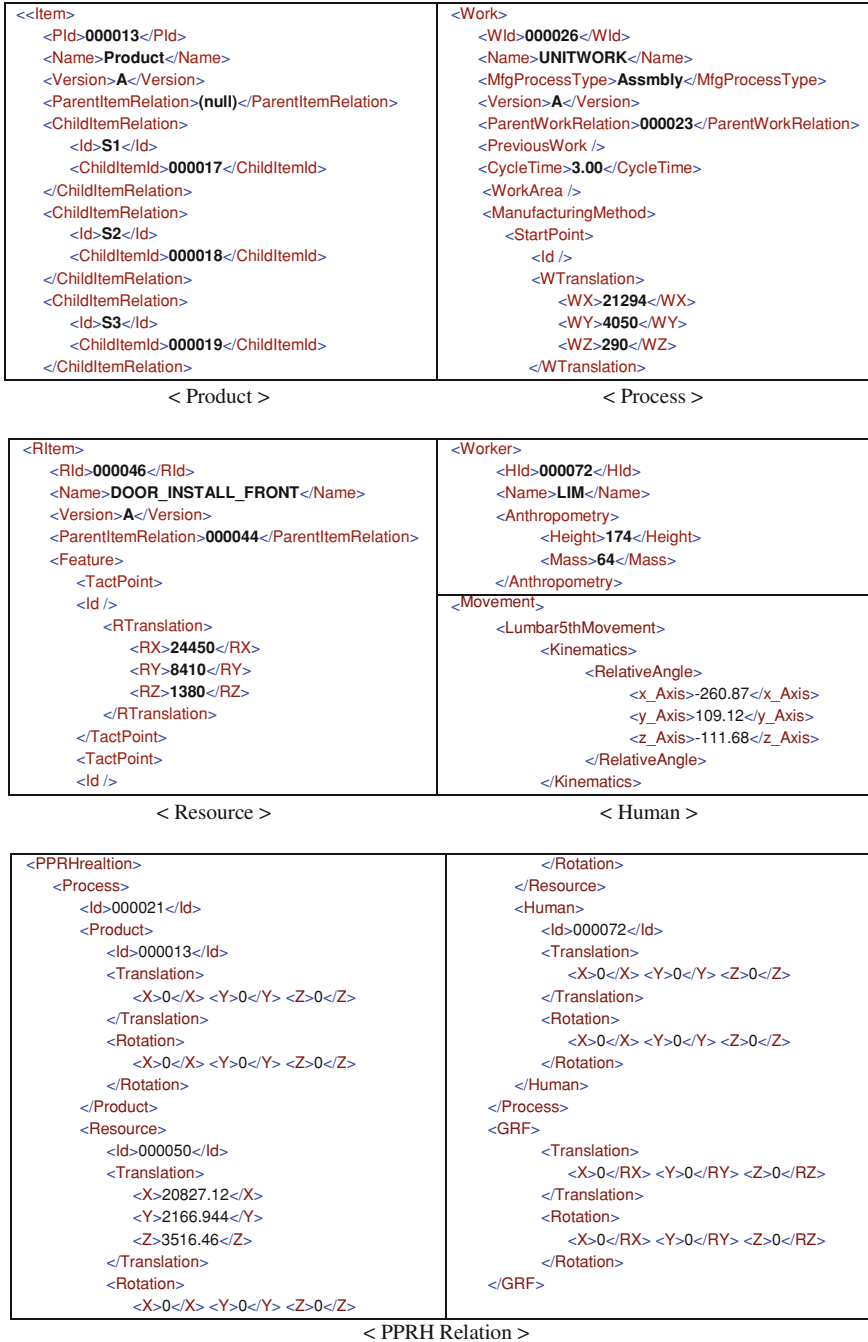 <<Item>
<PId>000013</PId>
<Name>Product</Name>
<Version>A</Version>
<ParentItemRelation>(null)</ParentItemRelation>
<ChildItemRelation>
<Id>S1</Id>
<ChildItemId>000017</ChildItemId>
</ChildItemRelation>
<ChildItemRelation>
<Id>S2</Id>
<ChildItemId>000018</ChildItemId>
</ChildItemRelation>
<ChildItemRelation>
<Id>S3</Id>
<ChildItemId>000019</ChildItemId>
</ChildItemRelation>
< Product >
<Work>
<WId>000026</WId>
<Name>UNITWORK</Name>
<MfgProcessType>Assmbly</MfgProcessType>
<Version>A</Version>
<ParentWorkRelation>000023</ParentWorkRelation>
<PreviousWork />
<CycleTime>3.00</CycleTime>
<WorkArea />
<ManufacturingMethod>
<StartPoint>
<Id />
<WTranslation>
<WX>21294</WX>
<WY>4050</WY>
<WZ>290</WZ>
</WTranslation>
< Process >
<RItem>
<RId>000046</RId>
<Name>DOOR_INSTALL_FRONT</Name>
<Version>A</Version>
<ParentItemRelation>000044</ParentItemRelation>
<Feature>
<TactPoint>
<Id />
<RTranslation>
<RX>24450</RX>
<RY>8410</RY>
<RZ>1380</RZ>
</RTranslation>
</TactPoint>
<TactPoint>
<Id />
< Resource >
<Worker>
<HId>000072</HId>
<Name>LIM</Name>
<Anthropometry>
<Height>174</Height>
<Mass>64</Mass>
</Anthropometry>
<Movement>
<Lumbar5thMovement>
<Kinematics>
<RelativeAngle>
<x_Axis>-260.87</x_Axis>
<y_Axis>109.12</y_Axis>
<z_Axis>-111.68</z_Axis>
</RelativeAngle>
</Kinematics>
< Human >
<PPRHrealtion>
<Process>
<Id>000021</Id>
<Product>
<Id>000013</Id>
<Translation>
<X>0</X> <Y>0</Y> <Z>0</Z>
</Translation>
<Rotation>
<X>0</X> <Y>0</Y> <Z>0</Z>
</Rotation>
</Product>
<Resource>
<Id>000050</Id>
<Translation>
<X>20827.12</X>
<Y>2166.944</Y>
<Z>3516.46</Z>
</Translation>
<Rotation>
<X>0</X> <Y>0</Y> <Z>0</Z>
</Rotation>
</Resource>
<Human>
<Id>000072</Id>
<Translation>
<X>0</X> <Y>0</Y> <Z>0</Z>
</Translation>
<Rotation>
<X>0</X> <Y>0</Y> <Z>0</Z>
</Rotation>
</Human>
</Process>
<GRF>
<Translation>
<X>0</RX> <Y>0</RY> <Z>0</RZ>
</Translation>
<Rotation>
<X>0</RX> <Y>0</RY> <Z>0</RZ>
</Rotation>
</GRF>
< PPRH Relation >